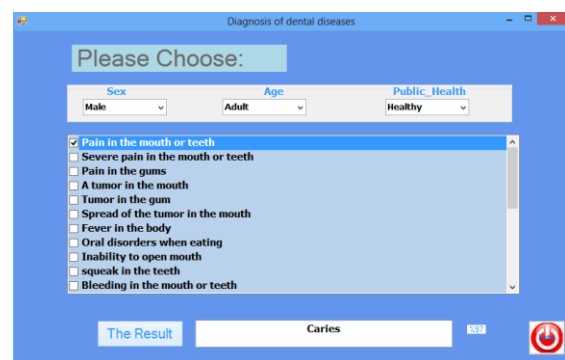 Diagnosis of dental diseases
Please Choose:
Sex Age Public_Health
Male Adult Healthy
Pain in the mouth or teeth
Severe pain in the mouth or teeth
Pain in the gums
A tumor in the mouth
Tumor in the gum
Spread of the tumor in the mouth
Fever in the body
Oral disorders when eating
Inability to open mouth
squeak in the teeth
Bleeding in the mouth or teeth
The Result Caries